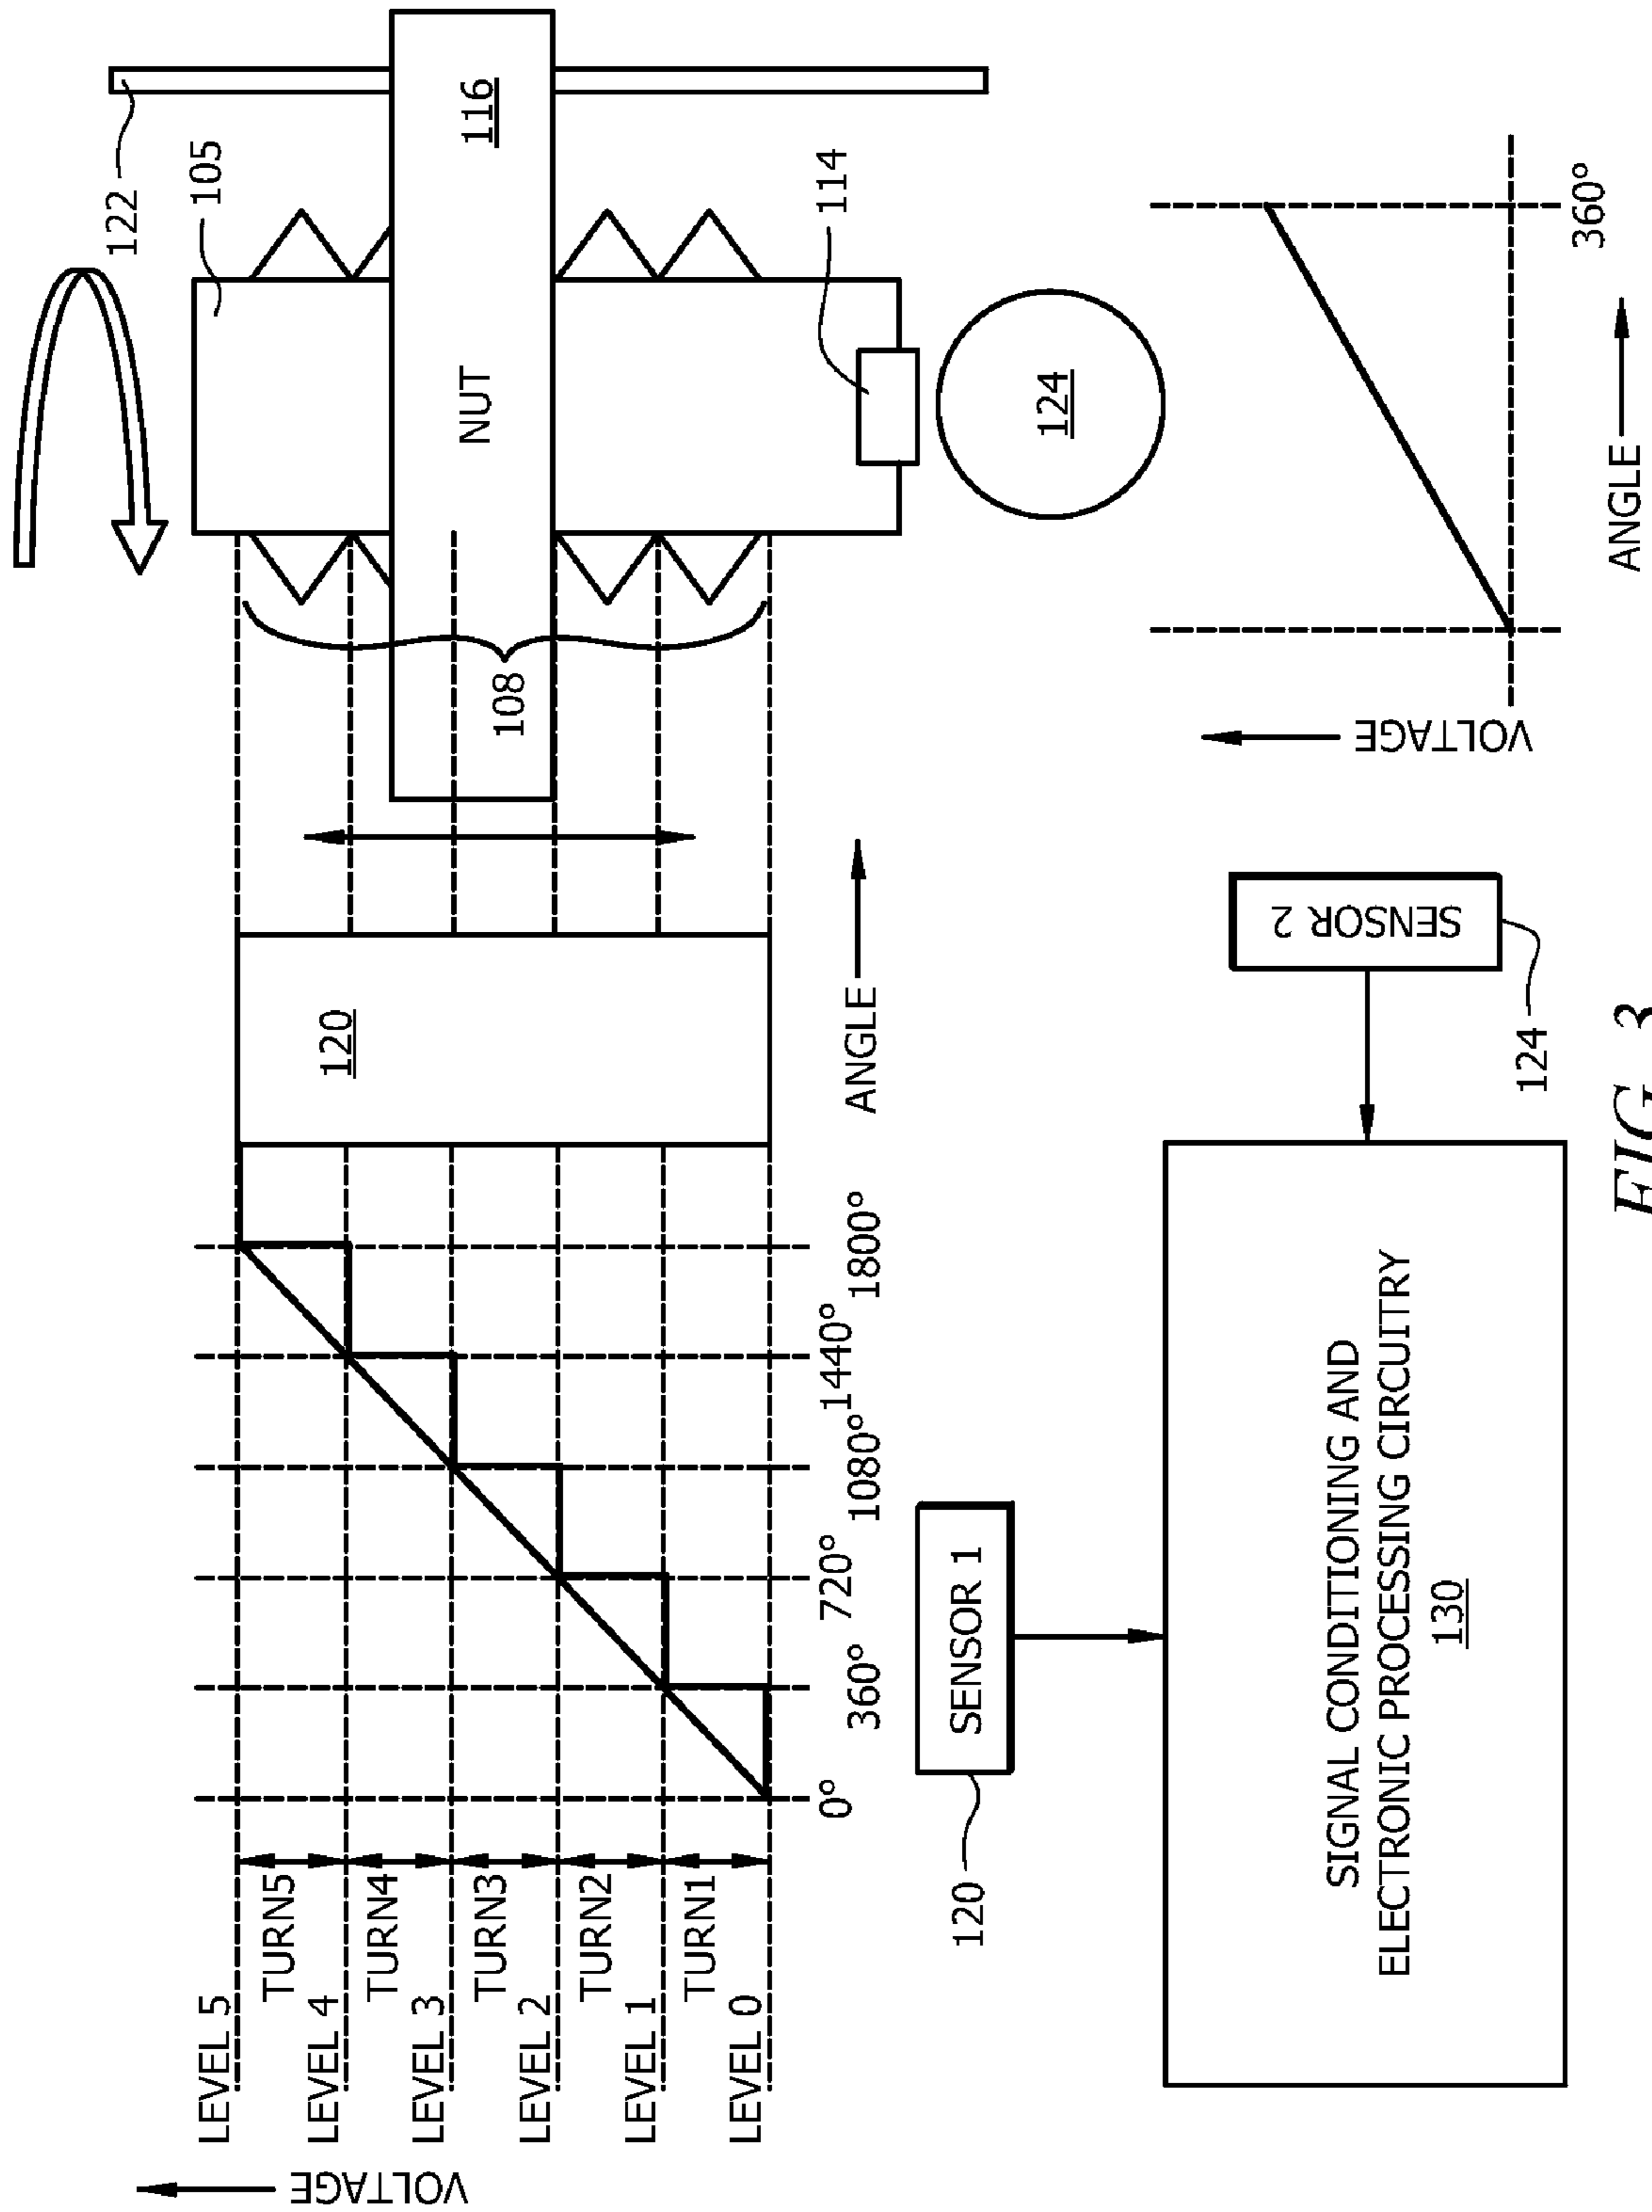 122
105
116
NUT
108
114
124
120
LEVEL 5
TURN5
LEVEL 4
TURN4
LEVEL 3
TURN3
LEVEL 2
TURN2
LEVEL 1
TURN1
LEVEL 0
VOLTAGE
0°
360°
720°
1080°
1440°
1800°
ANGLE
120
SENSOR 1
SIGNAL CONDITIONING AND
ELECTRONIC PROCESSING CIRCUITRY
130
SENSOR 2
124
VOLTAGE
ANGLE
360°
FIG. 3